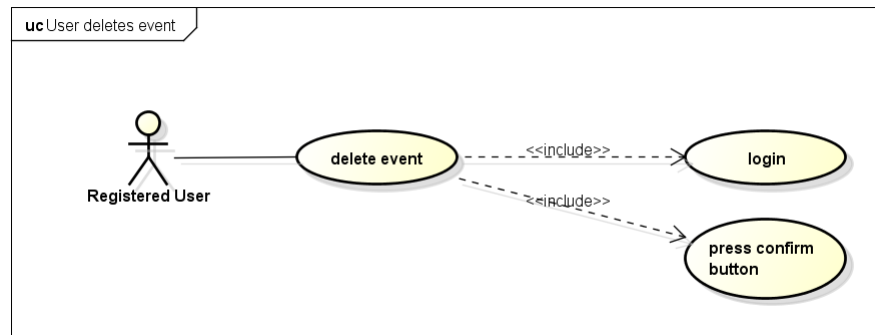 uc User deletes event
Registered User
delete event
<<include>>
login
<<include>>
press confirm
button